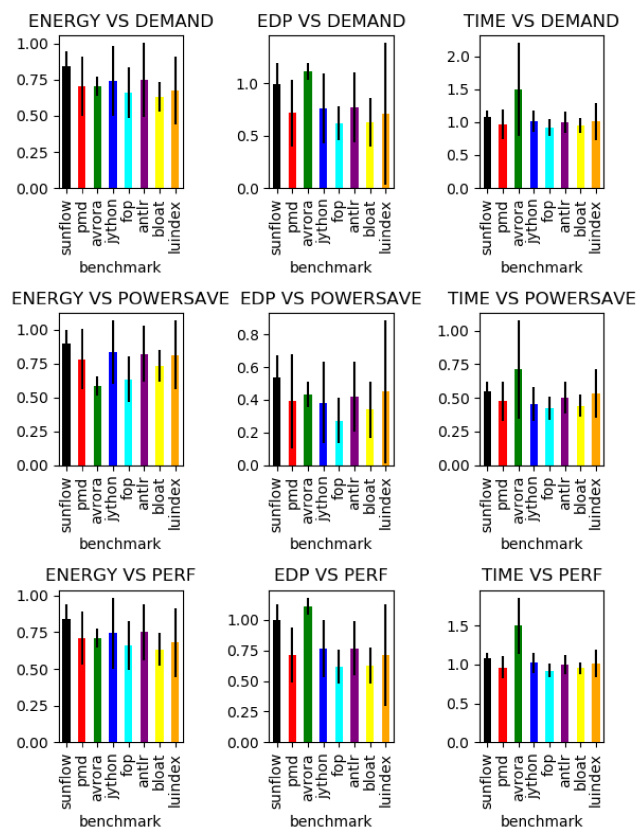 ENERGY VS DEMAND
1.00
0.75
0.50
0.25
0.00
sunflow
pmd
avrora
jython
fop
antlr
bloat
luindex
benchmark
EDP VS DEMAND
1.0
0.5
0.0
sunflow
pmd
avrora
jython
fop
antlr
bloat
luindex
benchmark
TIME VS DEMAND
2.0
1.5
1.0
0.5
0.0
sunflow
pmd
avrora
jython
fop
antlr
bloat
luindex
benchmark
ENERGY VS POWERSAVE
1.00
0.75
0.50
0.25
0.00
sunflow
pmd
avrora
jython
fop
antlr
bloat
luindex
benchmark
EDP VS POWERSAVE
0.8
0.6
0.4
0.2
0.0
sunflow
pmd
avrora
jython
fop
antlr
bloat
luindex
benchmark
TIME VS POWERSAVE
1.00
0.75
0.50
0.25
0.00
sunflow
pmd
avrora
jython
fop
antlr
bloat
luindex
benchmark
ENERGY VS PERF
1.00
0.75
0.50
0.25
0.00
sunflow
pmd
avrora
jython
fop
antlr
bloat
luindex
benchmark
EDP VS PERF
1.00
0.75
0.50
0.25
0.00
sunflow
pmd
avrora
jython
fop
antlr
bloat
luindex
benchmark
TIME VS PERF
1.5
1.0
0.5
0.0
sunflow
pmd
avrora
jython
fop
antlr
bloat
luindex
benchmark